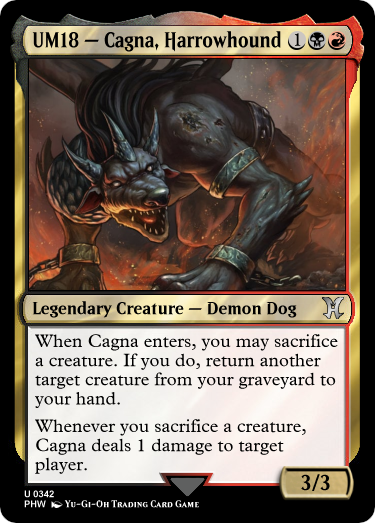 UM18 — Cagna, Harrowhound 1
Legendary Creature — Demon Dog
When Cagna enters, you may sacrifice
a creature. If you do, return another
target creature from your graveyard to
your hand.
Whenever you sacrifice a creature,
Cagna deals 1 damage to target
player.
3/3
U 0342
PHW Yu-Gi-Oh Trading Card Game